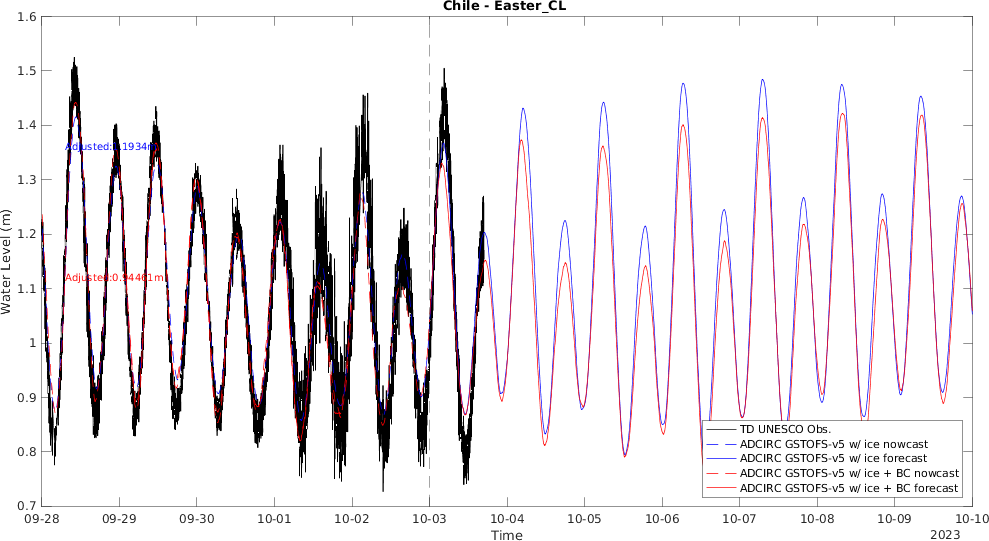 Chile - Easter_CL
Water Level (m)
1.6
1.5
1.4
1.3
1.2
1.1
1
0.9
0.8
0.7
Adjusted:0.94461m
TD UNESCO Obs.
ADCIRC GSTOFS-v5 w/ ice nowcast
ADCIRC GSTOFS-v5 w/ ice forecast
ADCIRC GSTOFS-v5 w/ ice + BC nowcast
ADCIRC GSTOFS-v5 w/ ice + BC forecast
09-28 09-29 09-30 10-01 10-02 10-03 10-04 10-05 10-06 10-07 10-08 10-09 10-10
Time
2023